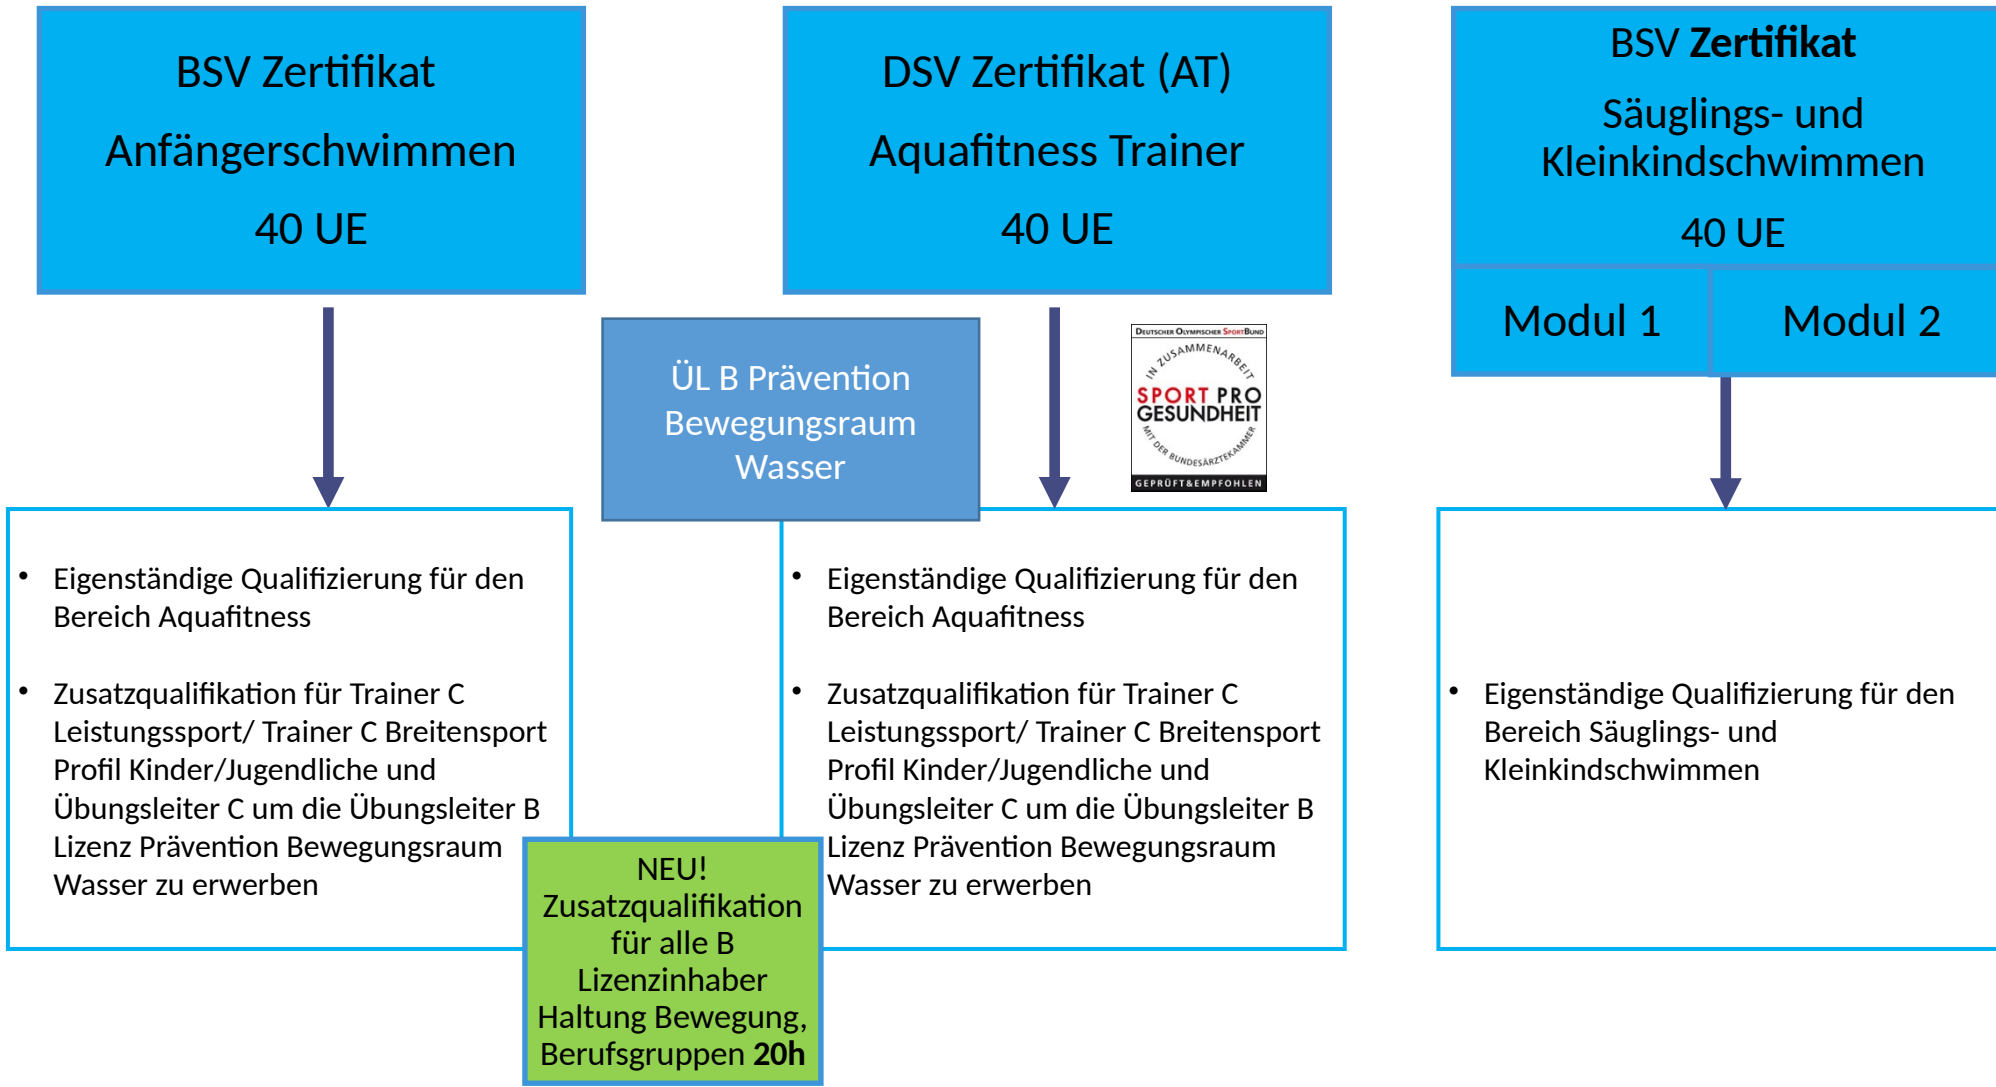 BSV Zertifikat
Anfängerschwimmen
40 UE
DSV Zertifikat (AT)
Aquafitness Trainer
40 UE
BSV Zertifikat
Säuglings- und
Kleinkindschwimmen
40 UE
Modul 1
Modul 2
ÜL B Prävention
Bewegungsraum
Wasser
DEUTSCHER OLYMPISCHER SPORTBUND
IN ZUSAMMENARBEIT
SPORT PRO
GESUNDHEIT
MIT DER BUNDESÄRZTEKAMMER
GEPRÜFT&EMPFOHLEN
• Eigenständige Qualifizierung für den
Bereich Aquafitness
• Zusatzqualifikation für Trainer C
Leistungssport/ Trainer C Breitensport
Profil Kinder/Jugendliche und
Übungsleiter C um die Übungsleiter B
Lizenz Prävention Bewegungsraum
Wasser zu erwerben
• Eigenständige Qualifizierung für den
Bereich Aquafitness
• Zusatzqualifikation für Trainer C
Leistungssport/ Trainer C Breitensport
Profil Kinder/Jugendliche und
Übungsleiter C um die Übungsleiter B
Lizenz Prävention Bewegungsraum
Wasser zu erwerben
• Eigenständige Qualifizierung für den
Bereich Säuglings- und
Kleinkindschwimmen
NEU!
Zusatzqualifikation
für alle B
Lizenzinhaber
Haltung Bewegung,
Berufsgruppen 20h